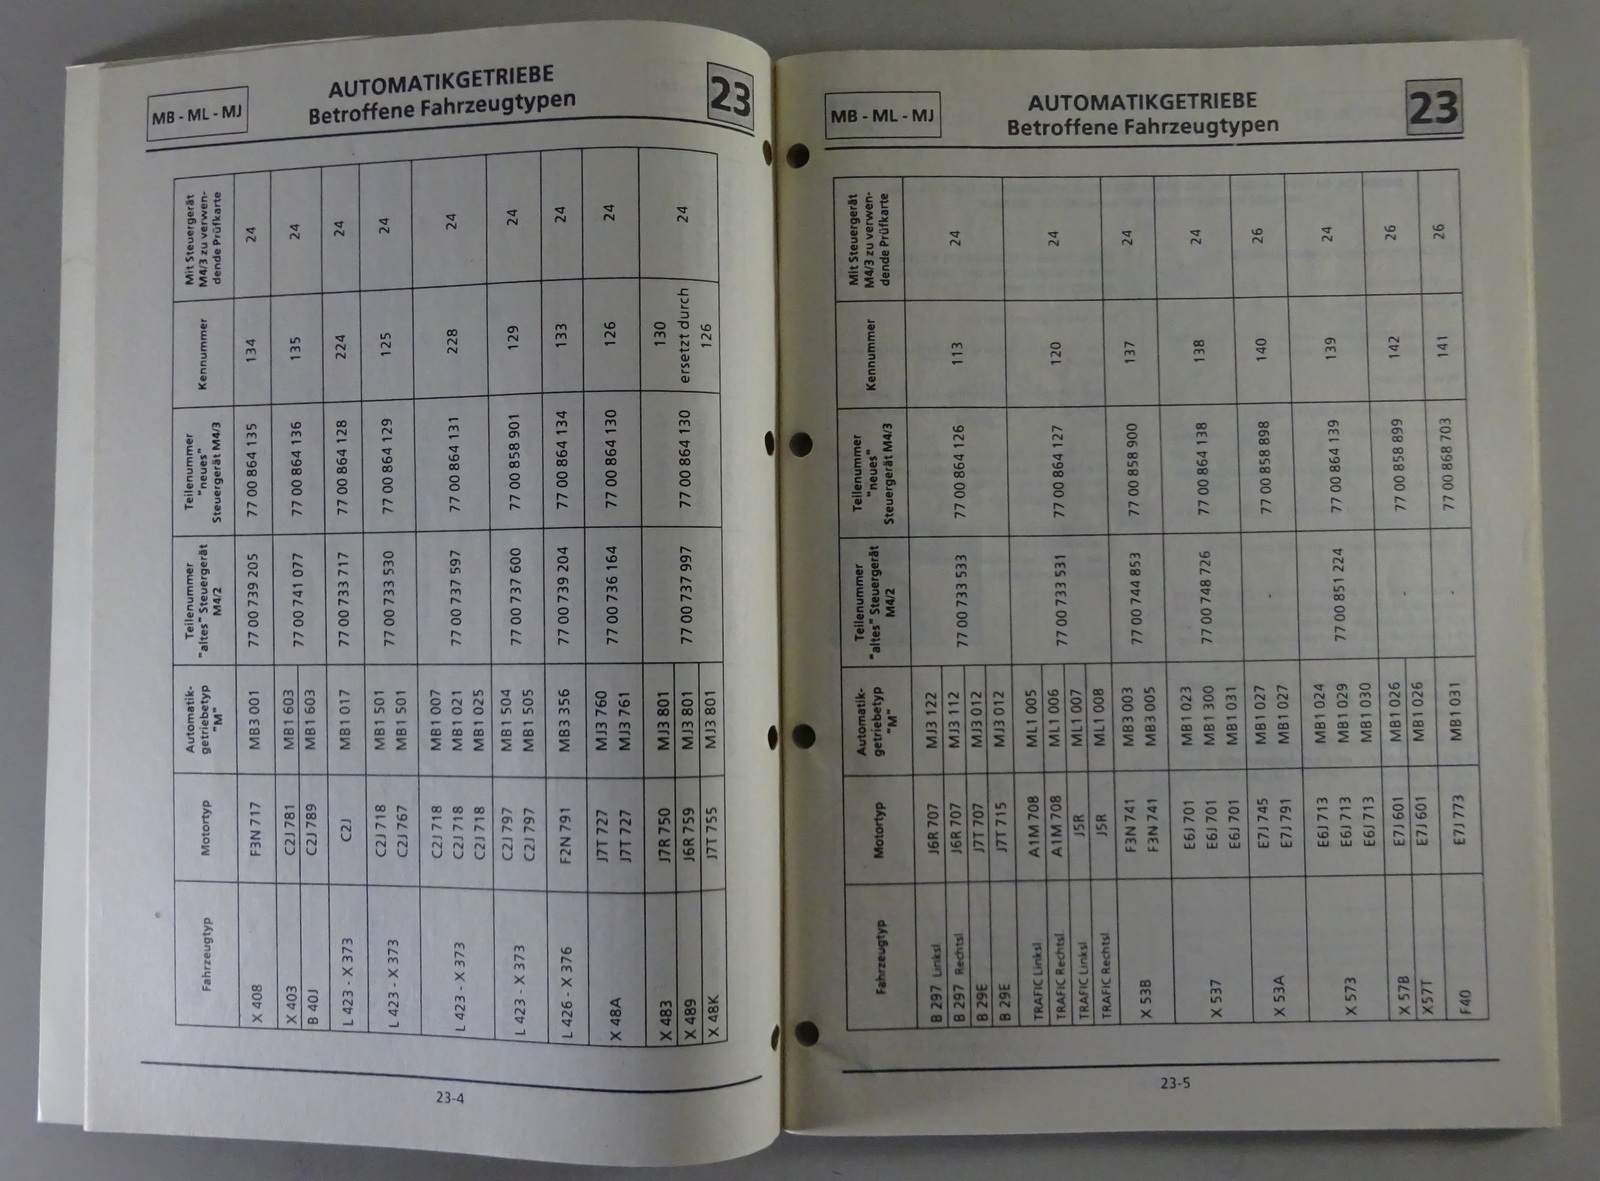 MB - ML - MJ
AUTOMATIKGETRIEBE
Betroffene Fahrzeugtypen
23
Fahrzeugtyp Motortyp Automatik-getriebetyp "M" Teilenummer "altes" Steuergerät M4/2 Teilenummer "neues" Steuergerät M4/3 Kennummer Mit Steuergerät M4/3 zu verwen-dende Prüfkarte
X 408 F3N 717 MB3 001 77 00 739 205 77 00 864 135 134 24
X 403 C2J 781 MB1 603 77 00 741 077 77 00 864 136 135 24
B 40J C2J 789 MB1 603
L 423 - X 373 C2J MB1 017 77 00 733 717 77 00 864 128 224 24
L 423 - X 373 C2J 718 MB1 501 77 00 733 530 77 00 864 129 125 24
C2J 767 MB1 501
C2J 718 MB1 007
L 423 - X 373 C2J 718 MB1 021 77 00 737 597 77 00 864 131 228 24
C2J 718 MB1 025
L 423 - X 373 C2J 797 MB1 504 77 00 737 600 77 00 858 901 129 24
C2J 797 MB1 505
L 426 - X 376 F2N 791 MB3 356 77 00 739 204 77 00 864 134 133 24
X 48A J7T 727 MJ3 760 77 00 736 164 77 00 864 130 126 24
J7T 727 MJ3 761
X 483 J7R 750 MJ3 801 130
X 489 J6R 759 MJ3 801 77 00 737 997 77 00 864 130 ersetzt durch 24
X 48K J7T 755 MJ3 801 126
23-4
MB - ML - MJ
AUTOMATIKGETRIEBE
Betroffene Fahrzeugtypen
23
Fahrzeugtyp Motortyp Automatik-getriebetyp "M" Teilenummer "altes" Steuergerät M4/2 Teilenummer "neues" Steuergerät M4/3 Kennummer Mit Steuergerät M4/3 zu verwen-dende Prüfkarte
B 297 Linksl. J6R 707 MJ3 122
B 297 Rechtsl. J6R 707 MJ3 112 77 00 733 533 77 00 864 126 113 24
B 29E J7T 707 MJ3 012
B 29E J7T 715 MJ3 012
TRAFIC Linksl. A1M 708 ML1 005
TRAFIC Rechtsl. A1M 708 ML1 006 77 00 733 531 77 00 864 127 120 24
TRAFIC Linksl. J5R ML1 007
TRAFIC Rechtsl. J5R ML1 008
X 53B F3N 741 MB3 003 77 00 744 853 77 00 858 900 137 24
F3N 741 MB3 005
E6J 701 MB1 023
X 537 E6J 701 MB1 300 77 00 748 726 77 00 864 138 138 24
E6J 701 MB1 031
X 53A E7J 745 MB1 027 - 77 00 858 898 140 26
E7J 791 MB1 027
E6J 713 MB1 024
X 573 E6J 713 MB1 029 77 00 851 224 77 00 864 139 139 24
E6J 713 MB1 030
X 57B E7J 601 MB1 026 - 77 00 858 899 142 26
X57T E7J 601 MB1 026
F40 E7J 773 MB1 031 - 77 00 868 703 141 26
23-5